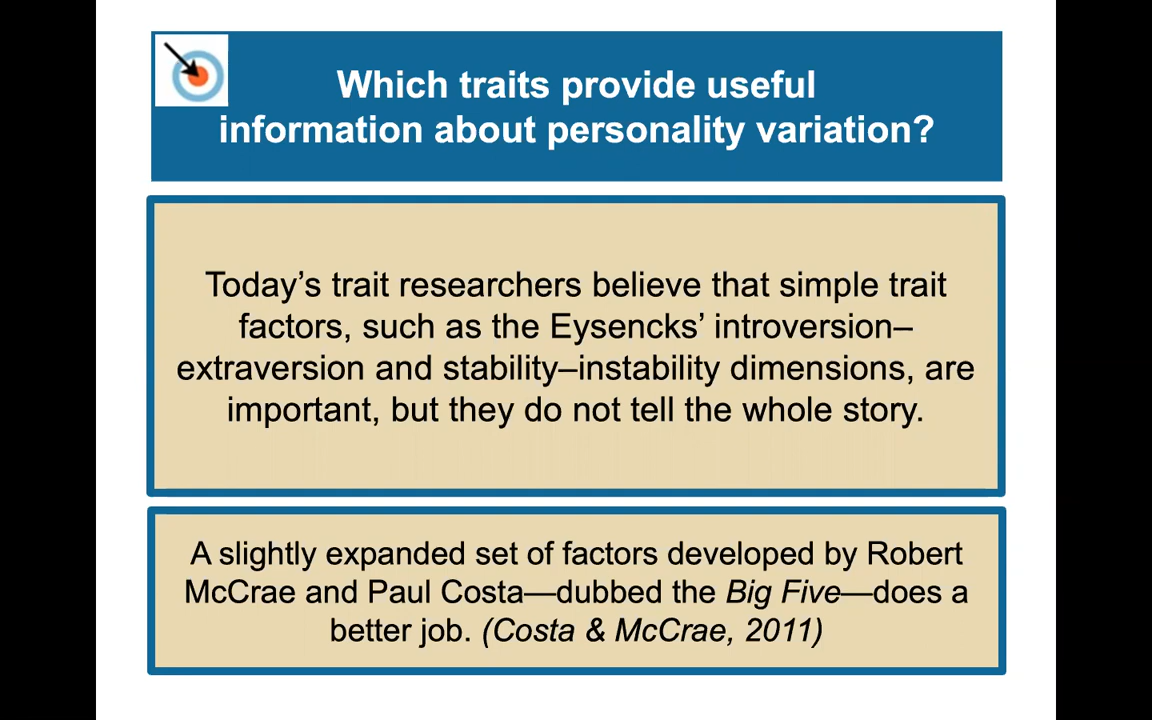 Which traits provide useful
information about personality variation?
Today’s trait researchers believe that simple trait
factors, such as the Eysencks’ introversion–
extraversion and stability–instability dimensions, are
important, but they do not tell the whole story.
A slightly expanded set of factors developed by Robert
McCrae and Paul Costa—dubbed the Big Five—does a
better job. (Costa & McCrae, 2011)